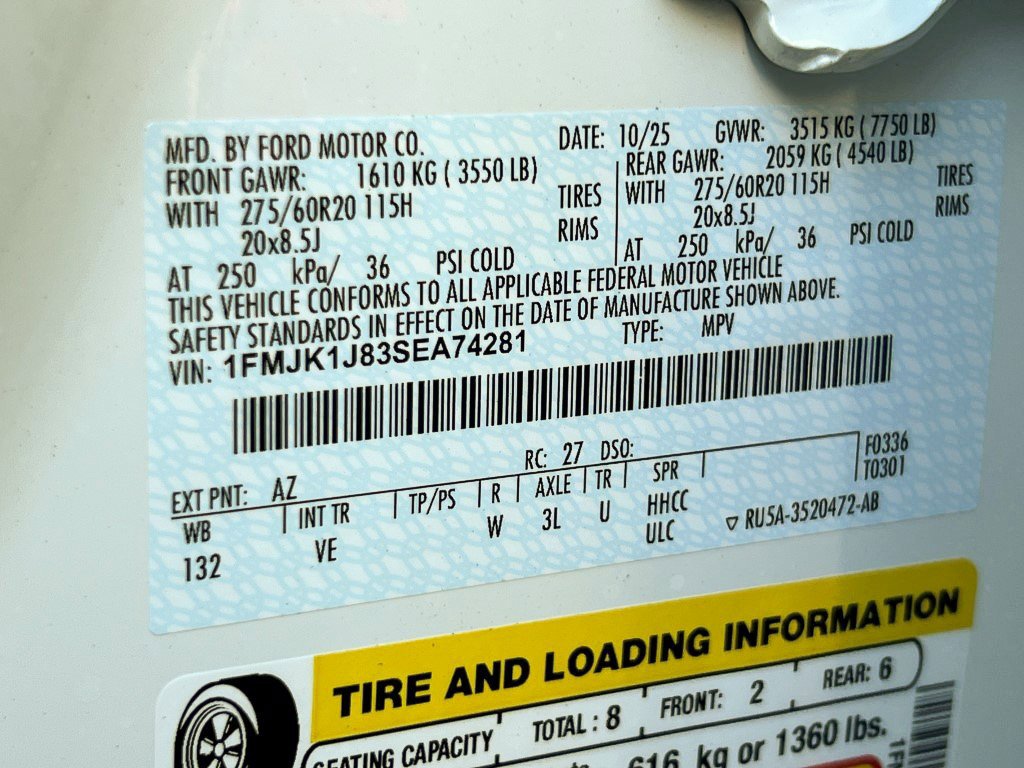 MFD. BY FORD MOTOR CO. DATE: 10/25 GVWR: 3515 KG ( 7750 LB)
FRONT GAWR: 1610 KG ( 3550 LB) REAR GAWR: 2059 KG ( 4540 LB)
WITH 275/60R20 115H TIRES WITH 275/60R20 115H TIRES
20x8.5J RIMS 20x8.5J RIMS
AT 250 kPa/ 36 PSI COLD AT 250 kPa/ 36 PSI COLD
THIS VEHICLE CONFORMS TO ALL APPLICABLE FEDERAL MOTOR VEHICLE
SAFETY STANDARDS IN EFFECT ON THE DATE OF MANUFACTURE SHOWN ABOVE.
VIN: 1FMJK1J83SEA74281 TYPE: MPV
EXT PNT: AZ RC: 27 DSO: F0336
WB INT TR TP/PS R AXLE TR SPR T0301
132 VE W 3L U HHCC ▽ RU5A-3520472-AB
ULC
TIRE AND LOADING INFORMATION
SEATING CAPACITY TOTAL : 8 FRONT: 2 REAR: 6
616 kg or 1360 lbs.